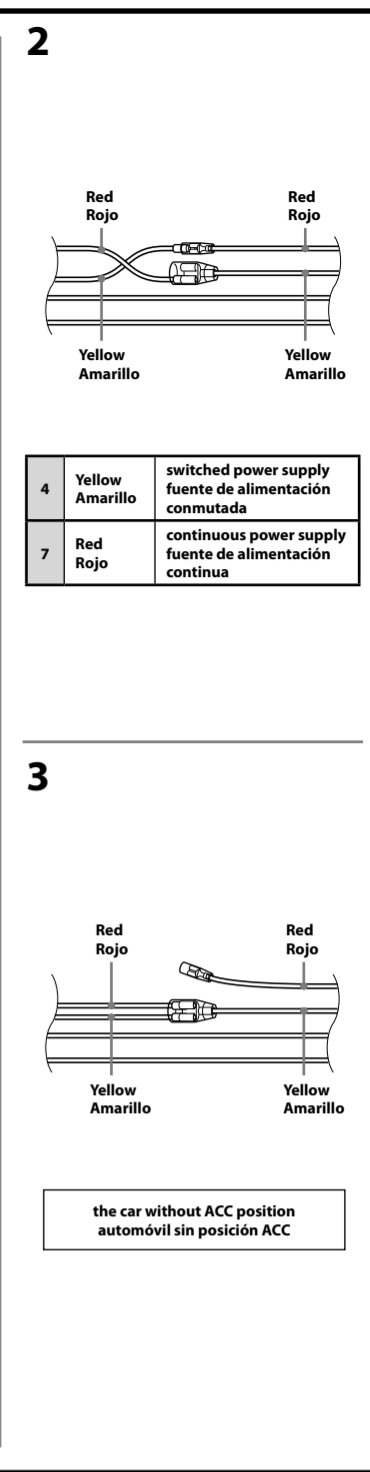 2
Red Red
Rojo Rojo
Yellow Yellow
Amarillo Amarillo
4 Yellow Amarillo switched power supply
fuente de alimentación
conmutada
7 Red Rojo continuous power supply
fuente de alimentación
continua
3
Red Red
Rojo Rojo
Yellow Yellow
Amarillo Amarillo
the car without ACC position
automóvil sin posición ACC